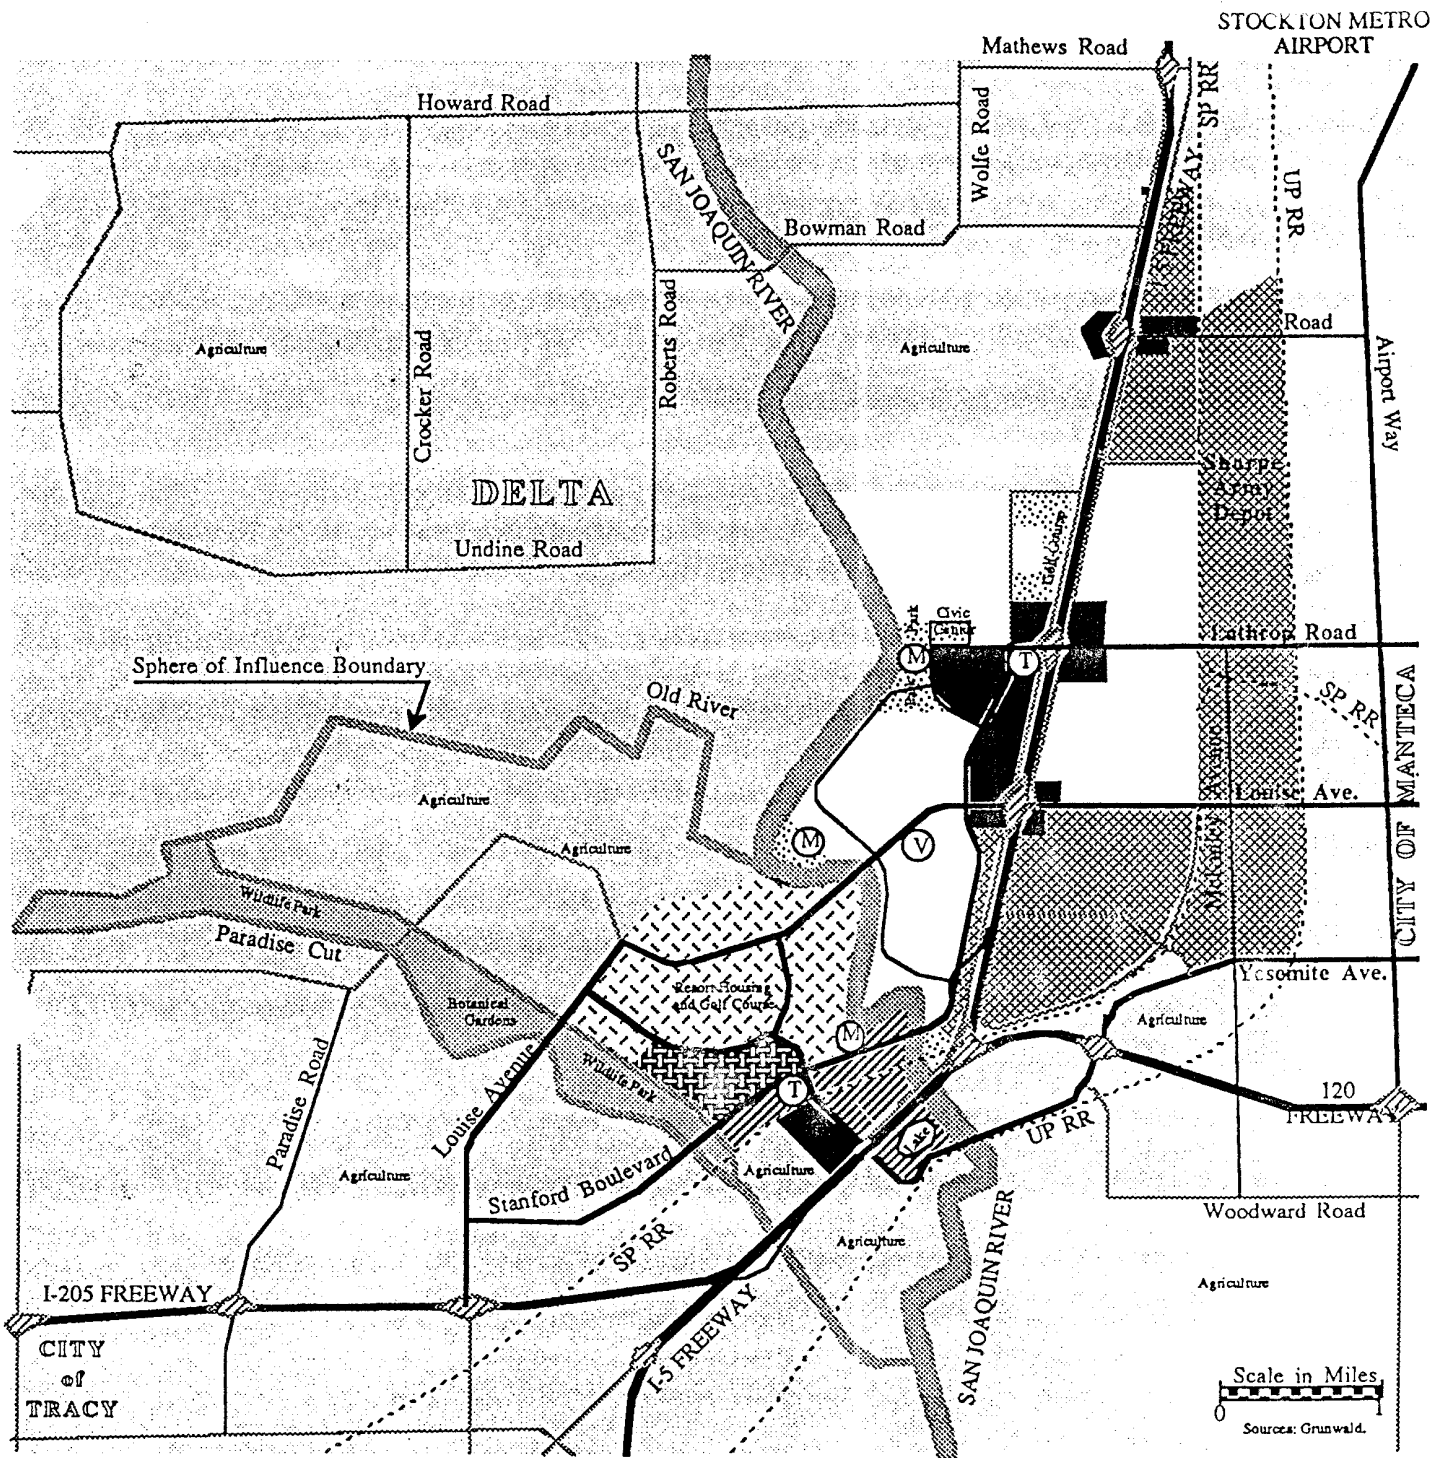 STOCKTON METRO
AIRPORT
Mathews Road
SP RR
Howard Road
Wolfe Road
SAN JOAQUIN RIVER
FREEWAY
UP RR
Bowman Road
Roberts Road
Road
Agriculture
Crocker Road
Agriculture
Airport Way
Sharpe
Army
Depot
DELTA
Golf Course
Undine Road
Park
Civic
Center
Lathrop Road
M
T
Sphere of Influence Boundary
Old River
SP RR
CITY OF MANTECA
McKinley Avenue
Louise Ave.
Agriculture
Agriculture
M
V
Wildlife Park
Paradise Cut
Yosemite Ave.
Resort Housing
and Golf Course
Botanical
Gardens
Agriculture
M
Louise Avenue
Wildlife Park
T
Paradise Road
120
FREEWAY
UP RR
Lake
Agriculture
Agriculture
Stanford Boulevard
Woodward Road
SP RR
Agriculture
SAN JOAQUIN RIVER
Agriculture
I-205 FREEWAY
I-5 FREEWAY
CITY
of
TRACY
Scale in Miles
0 1
Sources: Grunwald.